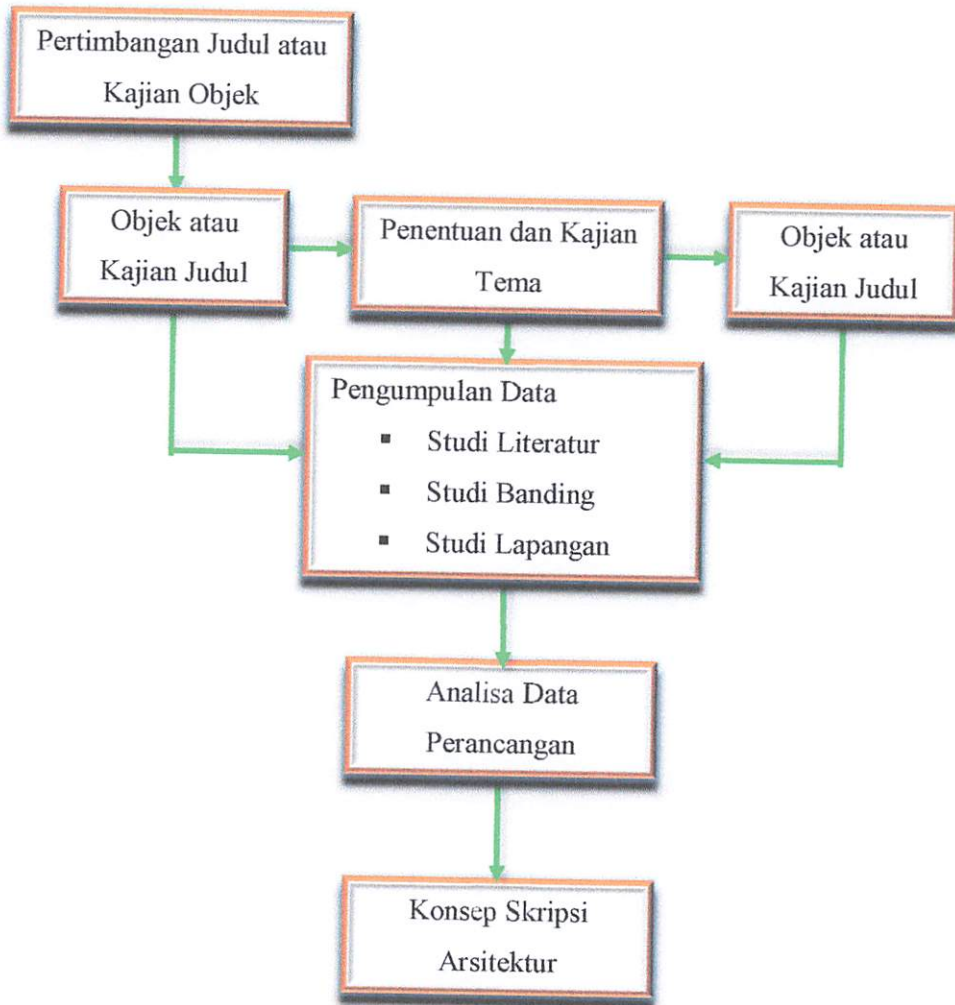 Pertimbangan Judul atau
Kajian Objek
Objek atau
Kajian Judul
Penentuan dan Kajian
Tema
Objek atau
Kajian Judul
Pengumpulan Data
▪ Studi Literatur
▪ Studi Banding
▪ Studi Lapangan
Analisa Data
Perancangan
Konsep Skripsi
Arsitektur